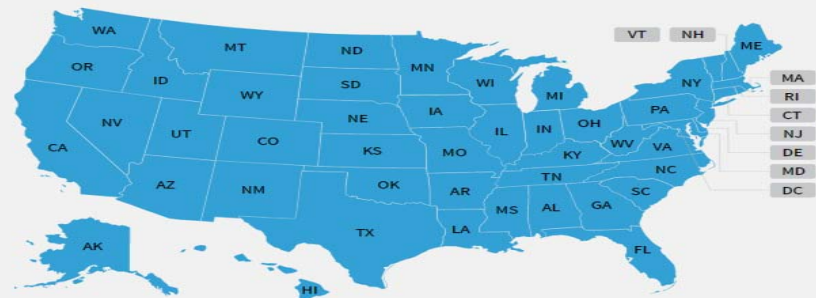 WA
MT
ND
MN
VT
NH
ME
OR
ID
SD
WI
MI
NY
MA
WY
RI
NV
NE
IA
PA
CT
UT
CO
IL
IN
OH
NJ
CA
KS
MO
WV
VA
DE
KY
MD
AZ
NM
OK
AR
TN
NC
DC
SC
MS
AL
GA
TX
LA
AK
FL
HI